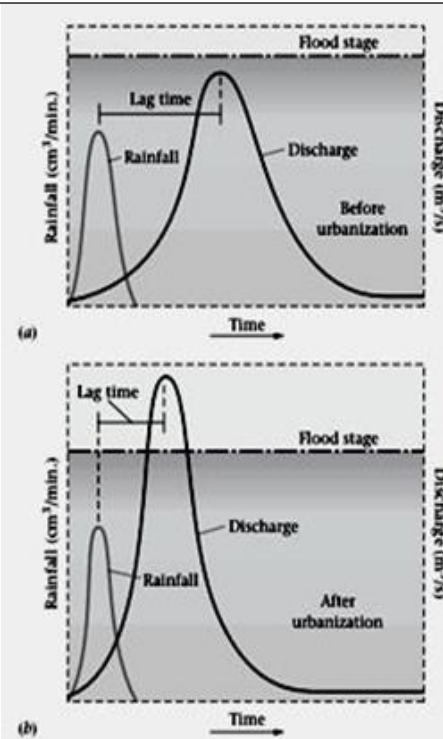 Flood stage
Lag time
Rainfall
Discharge
Before
urbanization
Rainfall (cm³/min.)
Time
(a)
Lag time
Flood stage
Discharge
Rainfall
After
urbanization
Rainfall (cm³/min.)
Time
(b)